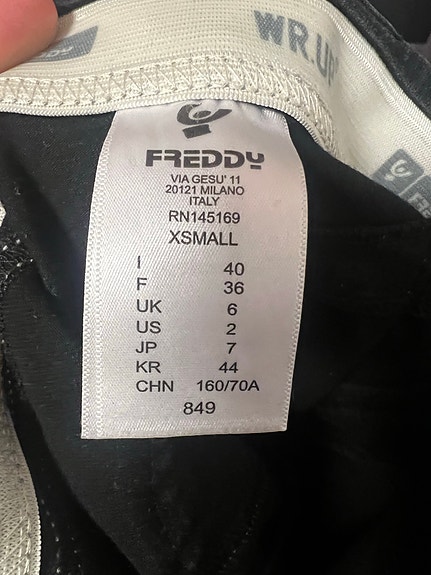 WR.UP
FREDDY
VIA GESU' 11
20121 MILANO
ITALY
RN145169
XSMALL
I 40
F 36
UK 6
US 2
JP 7
KR 44
CHN 160/70A
849